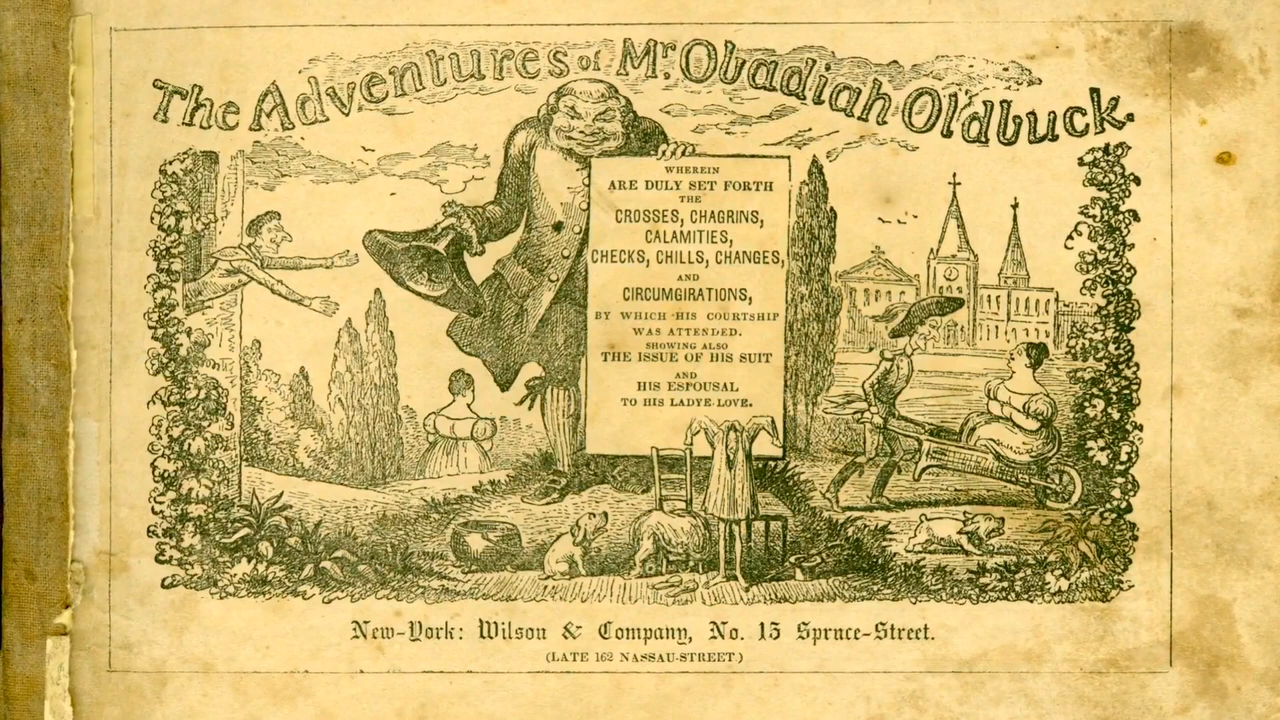 The Adventures of Mr. Obadiah Oldbuck.
WHEREIN
ARE DULY SET FORTH
THE
CROSSES, CHAGRINS,
CALAMITIES,
CHECKS, CHILLS, CHANGES,
AND
CIRCUMGIRATIONS,
BY WHICH HIS COURTSHIP
WAS ATTENDED.
SHOWING ALSO
THE ISSUE OF HIS SUIT
AND
HIS ESPOUSAL
TO HIS LADYE-LOVE.
New-York: Wilson & Company, No. 15 Spruce-Street.
(LATE 162 NASSAU-STREET.)